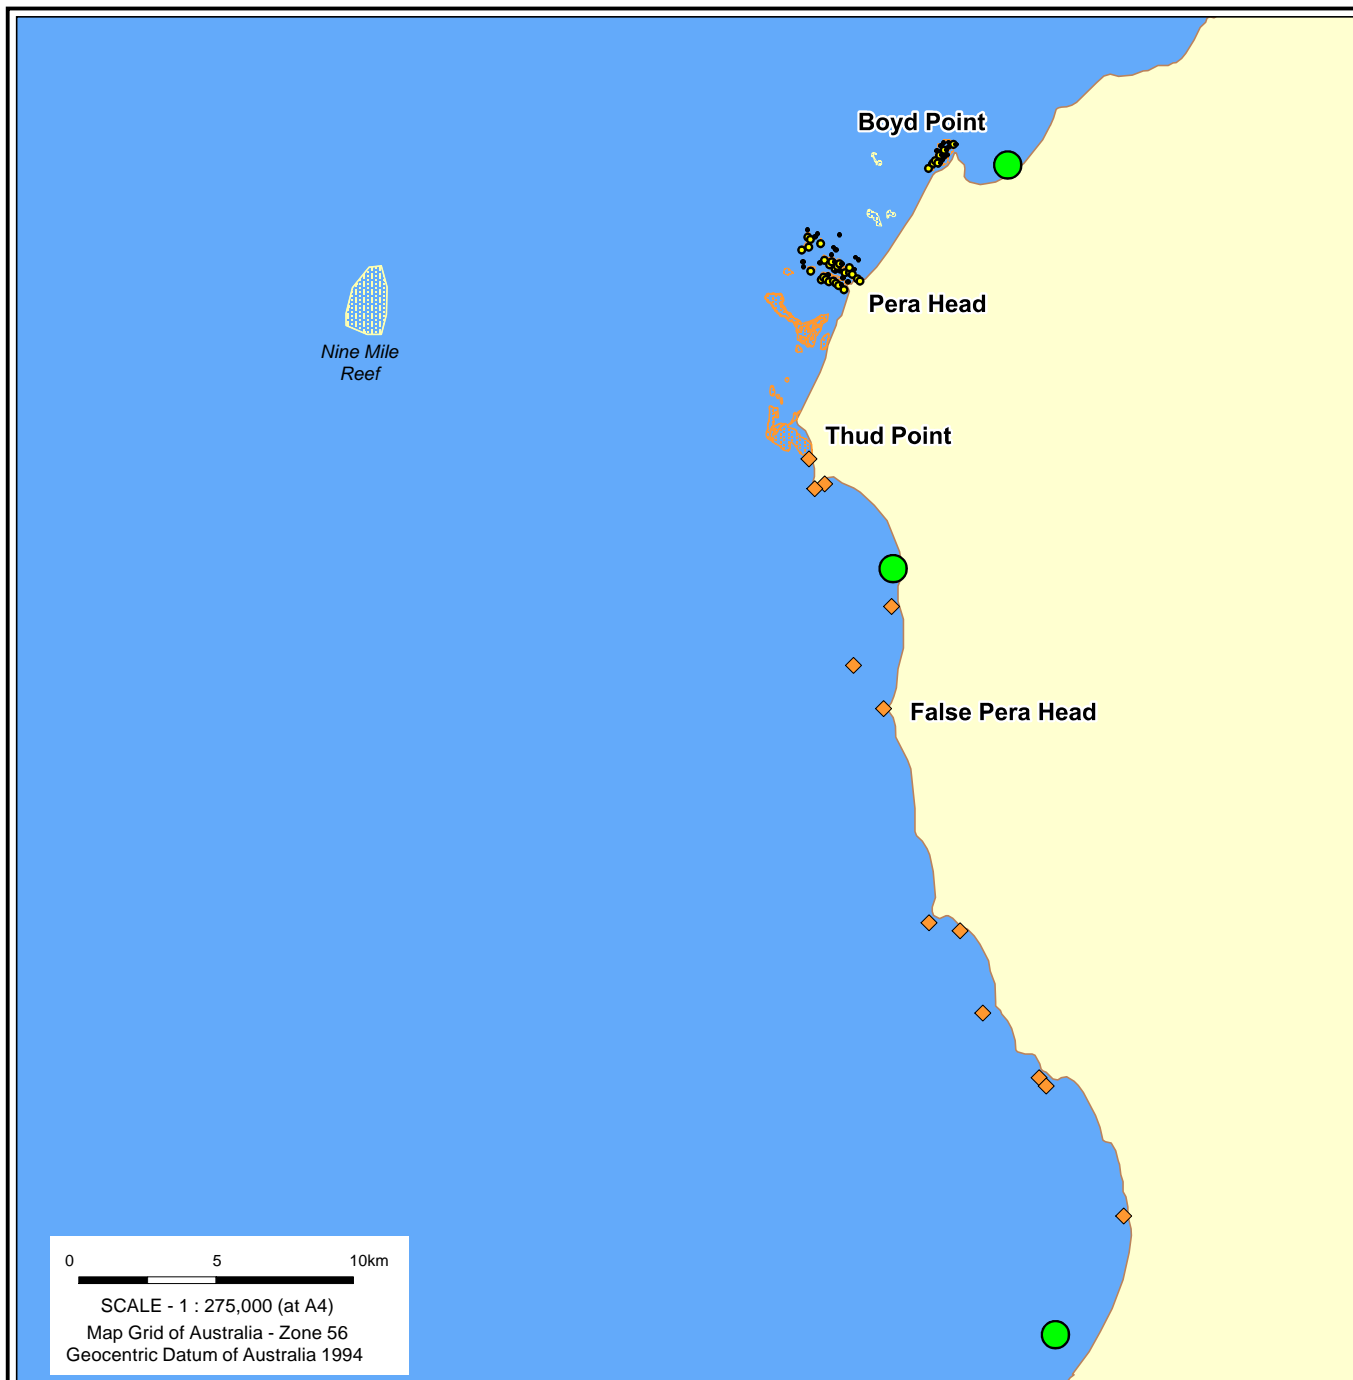 Boyd Point
Pera Head
Nine Mile
Reef
Thud Point
False Pera Head
0 5 10km
SCALE - 1 : 275,000 (at A4)
Map Grid of Australia - Zone 56
Geocentric Datum of Australia 1994